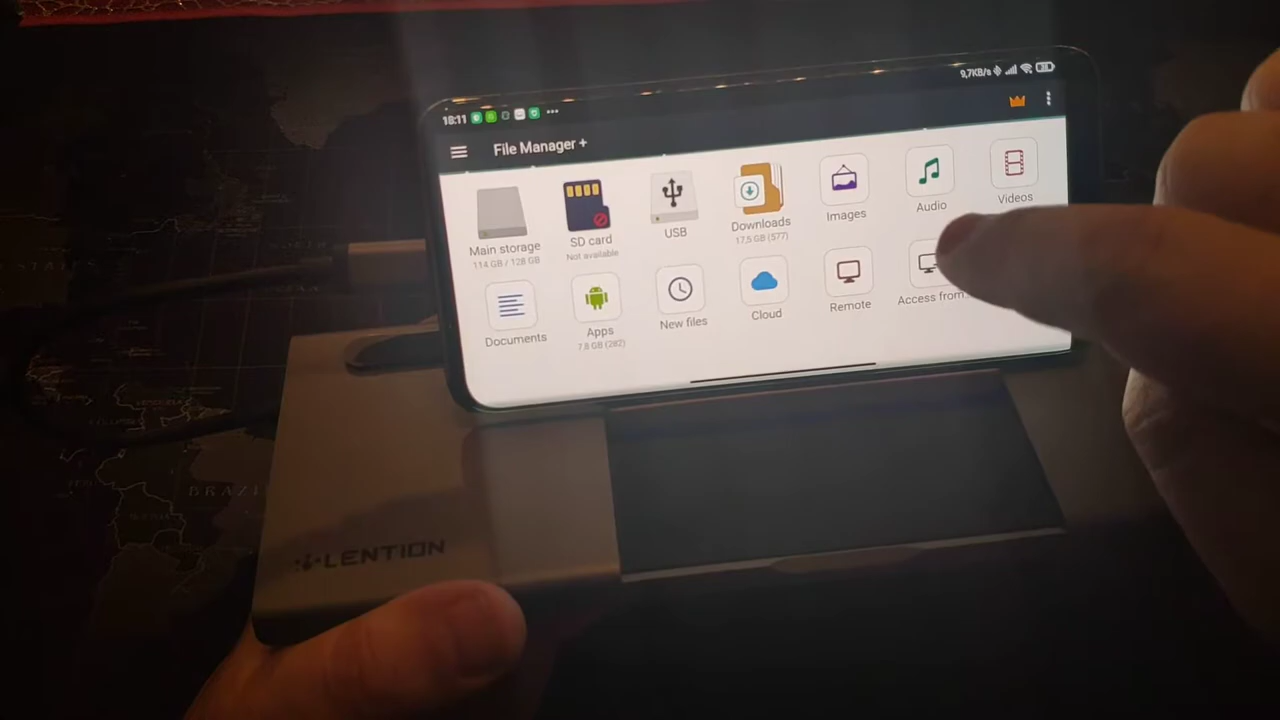 18:11
9,7KB/s
File Manager +
Main storage
114 GB / 128 GB
SD card
Not available
USB
Downloads
17,5 GB (577)
Images
Audio
Videos
Documents
Apps
7,8 GB (282)
New files
Cloud
Remote
Access from...
BRAZI
LENTION